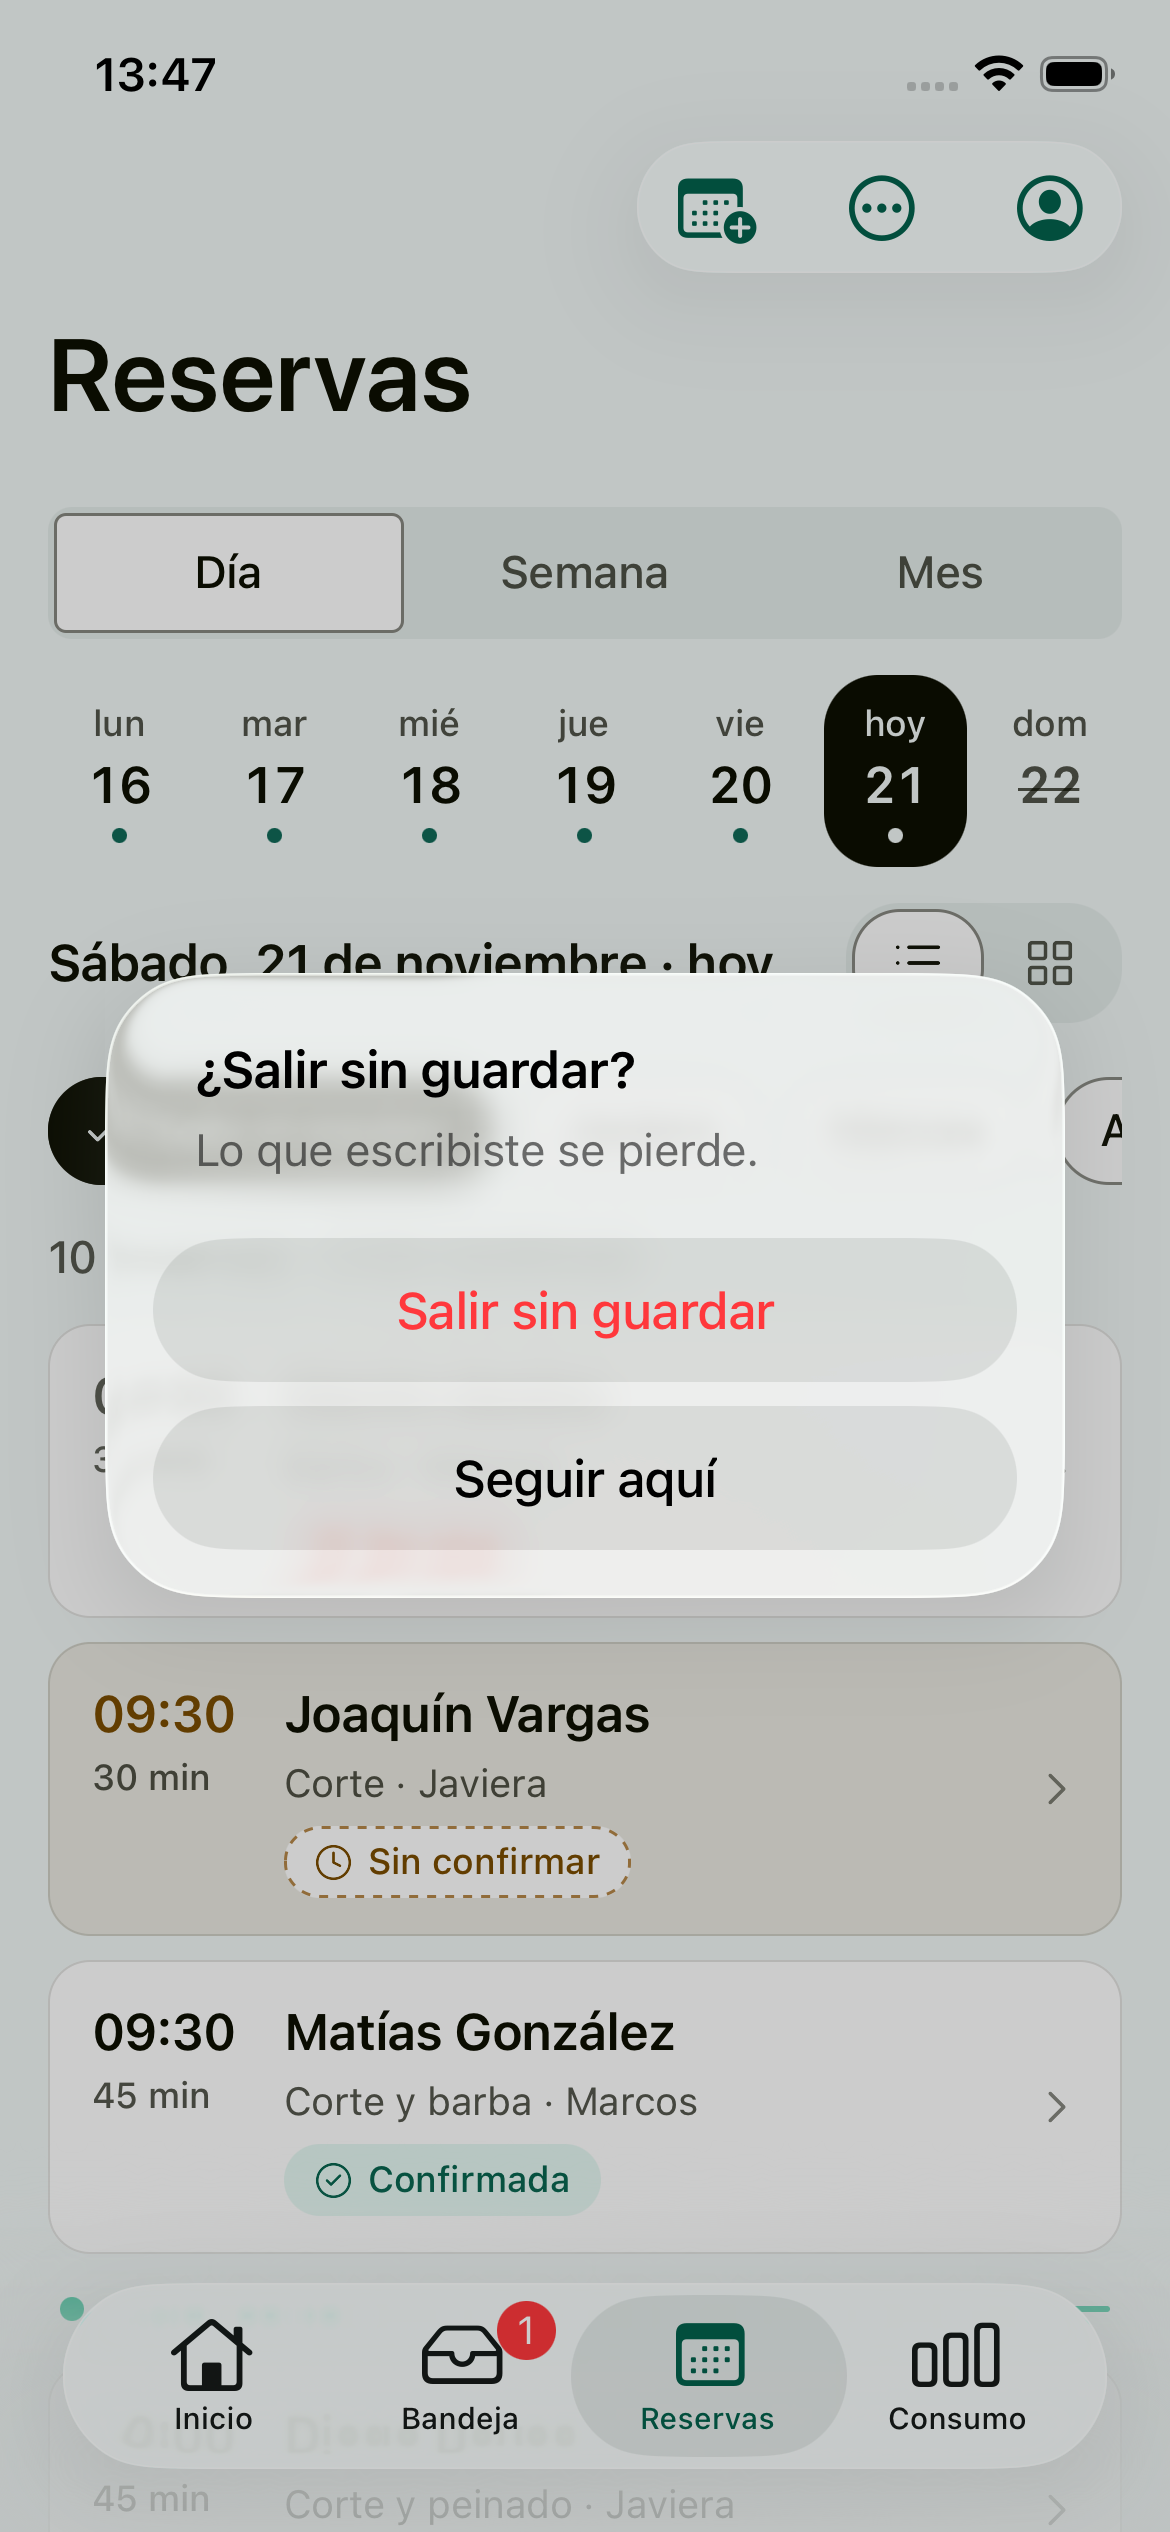 13:47
Reservas
Día Semana Mes
lun mar mié jue vie hoy dom
16 17 18 19 20 21 22
Sábado, 21 de noviembre · hoy
¿Salir sin guardar?
Lo que escribiste se pierde.
A
10
Salir sin guardar
Seguir aquí
09:30 Joaquín Vargas
30 min Corte · Javiera
Sin confirmar
09:30 Matías González
45 min Corte y barba · Marcos
Confirmada
1
Inicio Bandeja Reservas Consumo
45 min Corte y peinado · Javiera